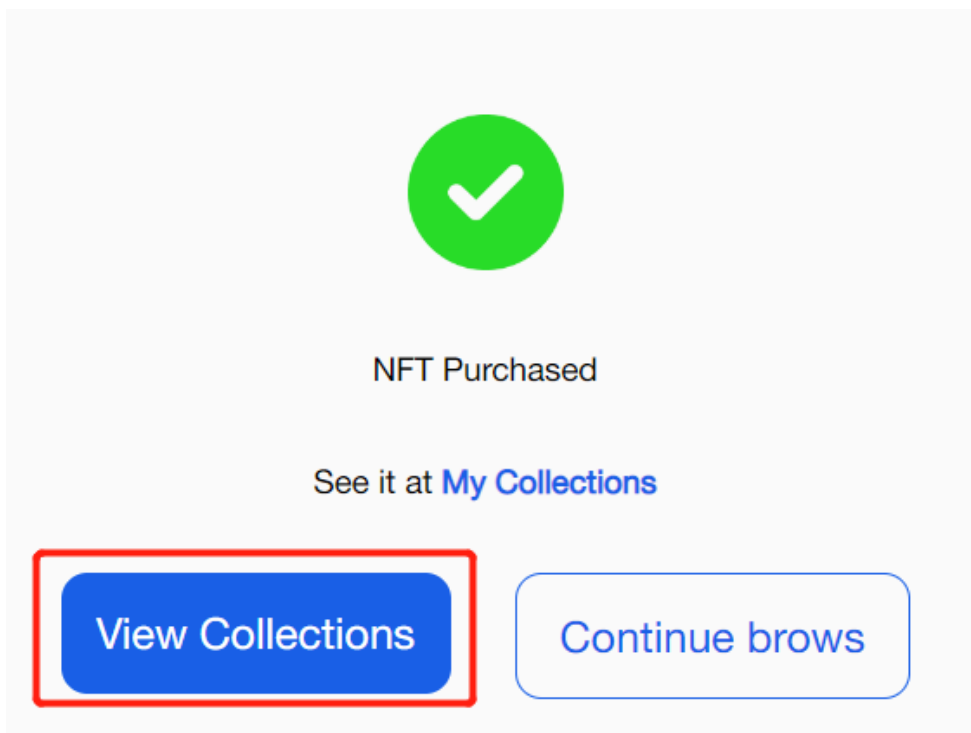 NFT Purchased
See it at My Collections
View Collections
Continue brows